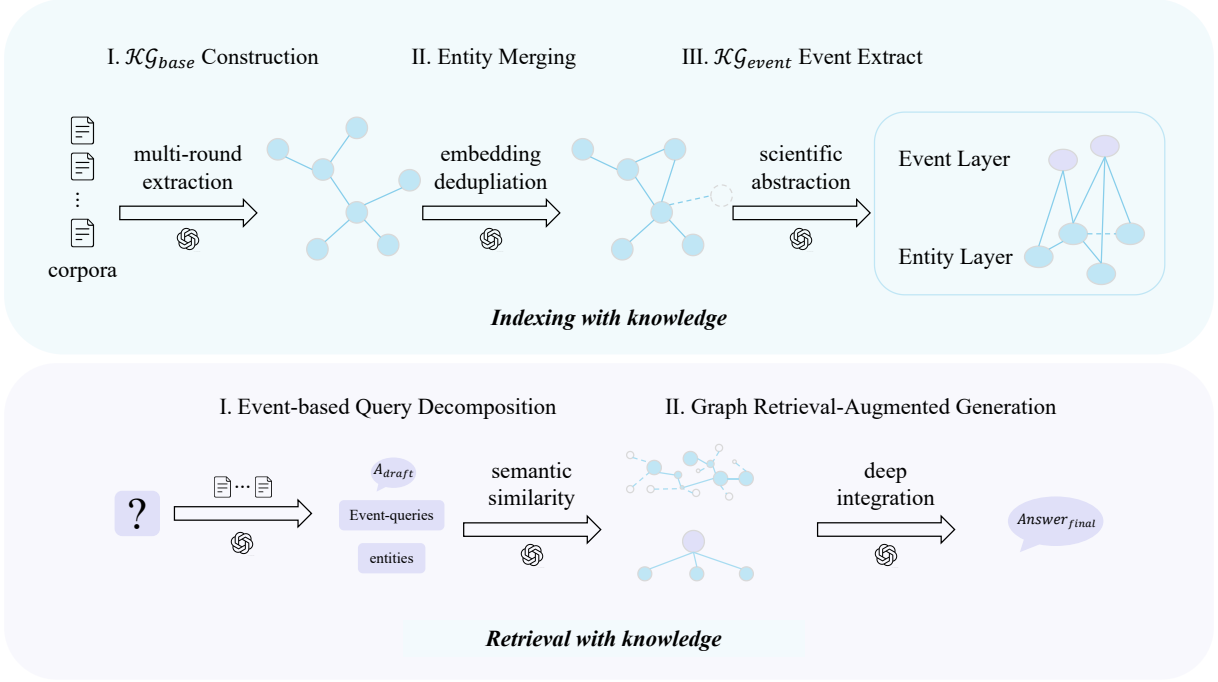 I. 𝒦𝒢base Construction
II. Entity Merging
III. 𝒦𝒢event Event Extract
multi-round
extraction
embedding
dedupliation
scientific
abstraction
Event Layer
Entity Layer
⋮
corpora
Indexing with knowledge
I. Event-based Query Decomposition
II. Graph Retrieval-Augmented Generation
?
...
Adraft
Event-queries
entities
semantic
similarity
deep
integration
Answerfinal
Retrieval with knowledge